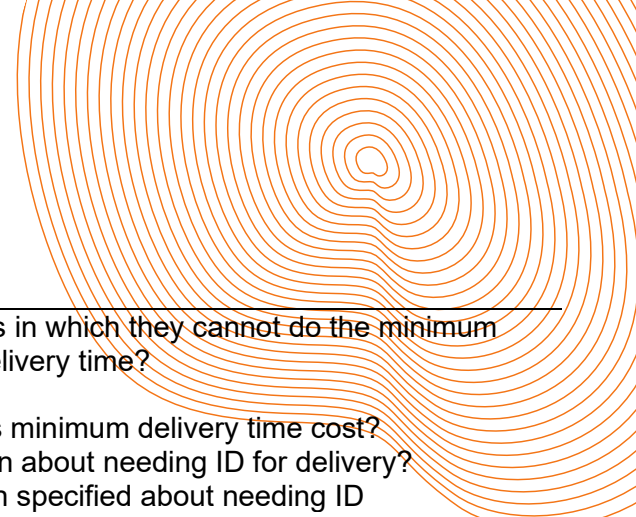 s in which they cannot do the minimum
livery time?
s minimum delivery time cost?
n about needing ID for delivery?
n specified about needing ID